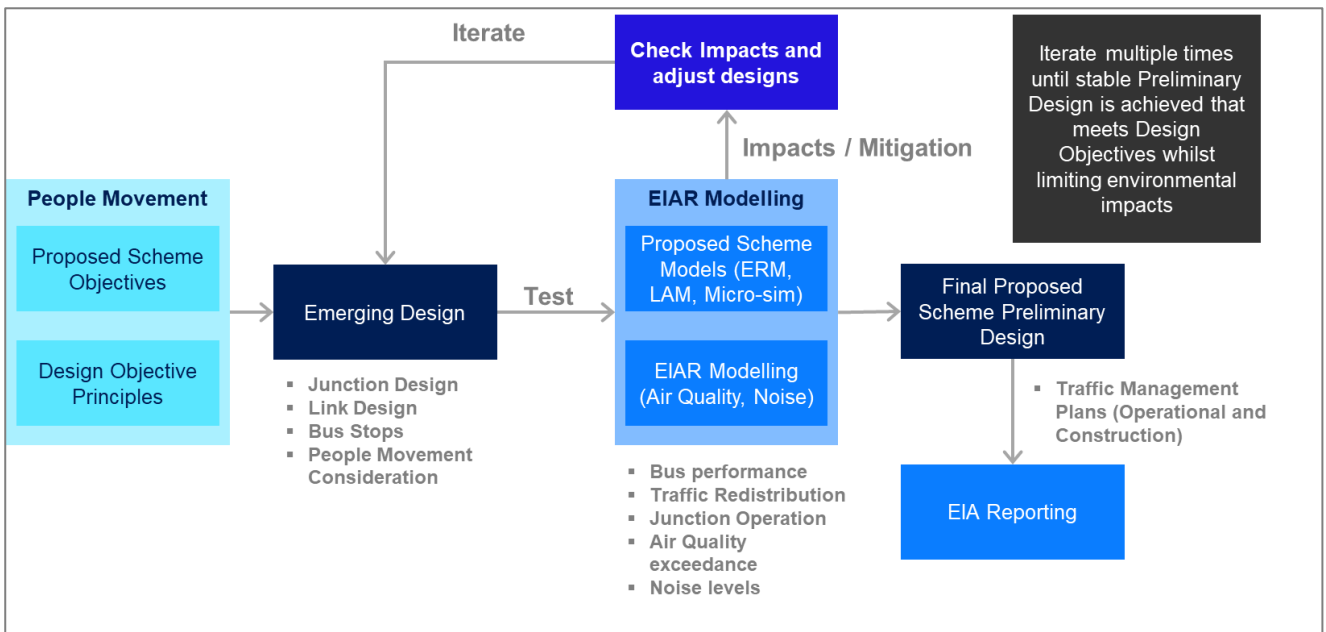 Iterate
Check Impacts and
adjust designs
Iterate multiple times
until stable Preliminary
Design is achieved that
meets Design
Objectives whilst
limiting environmental
impacts
Impacts / Mitigation
People Movement
Proposed Scheme
Objectives
Design Objective
Principles
Emerging Design
▪ Junction Design
▪ Link Design
▪ Bus Stops
▪ People Movement
Consideration
Test
EIAR Modelling
Proposed Scheme
Models (ERM,
LAM, Micro-sim)
EIAR Modelling
(Air Quality, Noise)
▪ Bus performance
▪ Traffic Redistribution
▪ Junction Operation
▪ Air Quality
exceedance
▪ Noise levels
Final Proposed
Scheme Preliminary
Design
▪ Traffic Management
Plans (Operational and
Construction)
EIA Reporting